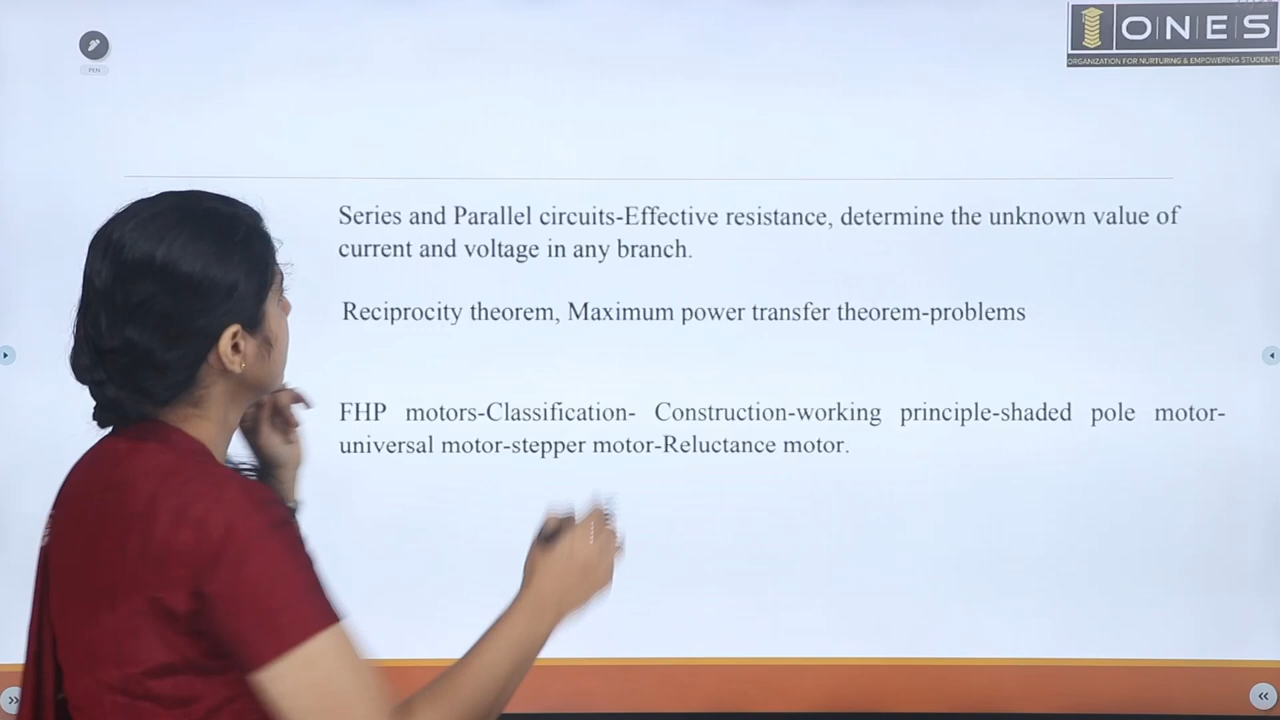 ONES
ORGANIZATION FOR NURTURING & EMPOWERING STUDENTS
PEN
Series and Parallel circuits-Effective resistance, determine the unknown value of
current and voltage in any branch.
Reciprocity theorem, Maximum power transfer theorem-problems
FHP motors-Classification- Construction-working principle-shaded pole motor-
universal motor-stepper motor-Reluctance motor.